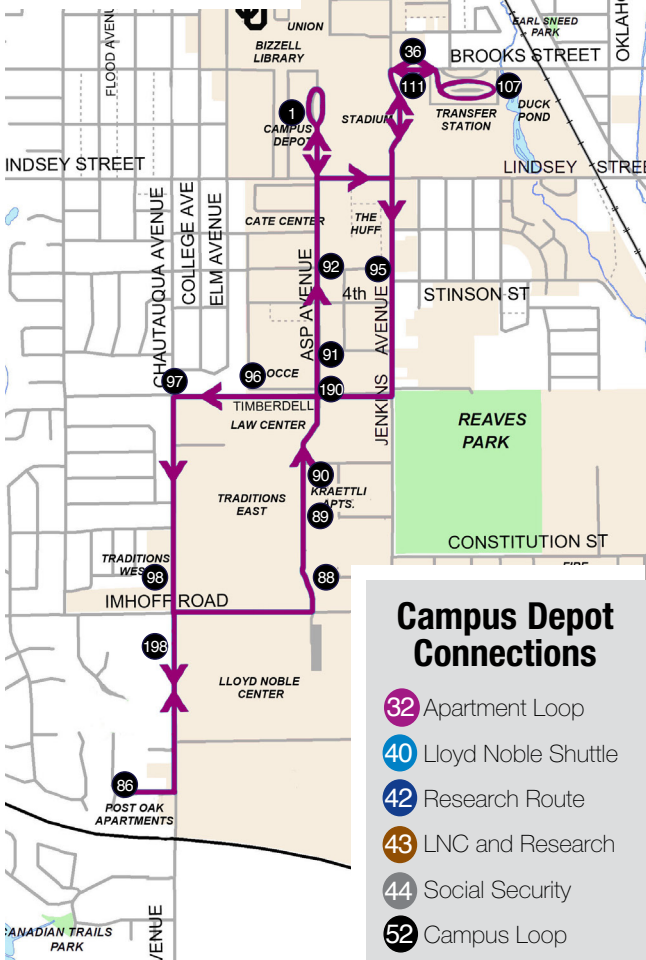 UNION
BIZZELL
LIBRARY
FLOOD AVENU
EARL SNEED
PARK
OKLAH
36
BROOKS STREET
111
107
1
CAMPUS
DEPOT
STADIUM
TRANSFER
STATION
DUCK
POND
INDSEY STREET
LINDSEY STREE
CHAUTAUQUA AVENUE
COLLEGE AVE
ELM AVENUE
CATE CENTER
THE
HUFF
ASP AVENUE
92
95
4th
STINSON ST
JENKINS AVENUE
91
97
96
OCCE
190
TIMBERDELL
LAW CENTER
REAVES
PARK
90
KRAETTLI
APTS.
89
TRADITIONS
EAST
CONSTITUTION ST
FIRE
TRADITIONS
WEST
98
88
IMHOFF ROAD
198
LLOYD NOBLE
CENTER
86
POST OAK
APARTMENTS
CANADIAN TRAILS
PARK
VENUE
Campus Depot
Connections
32 Apartment Loop
40 Lloyd Noble Shuttle
42 Research Route
43 LNC and Research
44 Social Security
52 Campus Loop